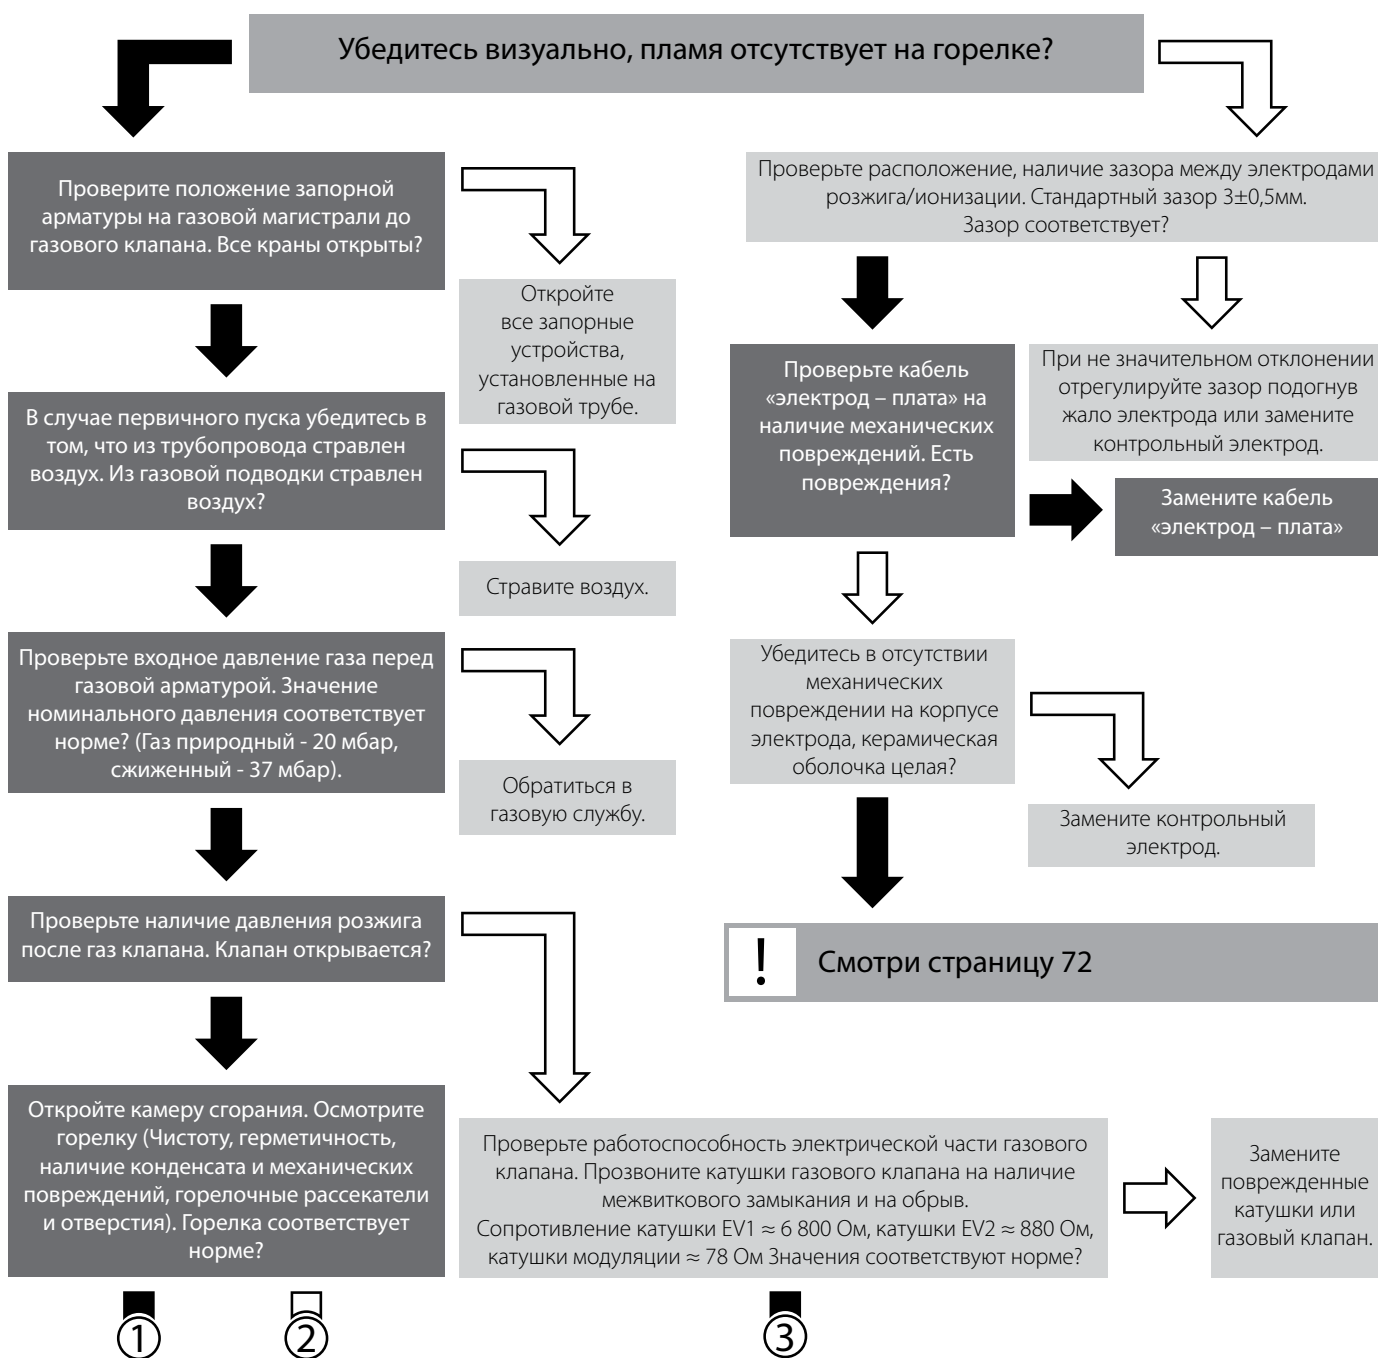 Убедитесь визуально, пламя отсутствует на горелке?
Проверите положение запорной
арматуры на газовой магистрали до
газового клапана. Все краны открыты?
Откройте
все запорные
устройства,
установленные на
газовой трубе.
В случае первичного пуска убедитесь в
том, что из трубопровода стравлен
воздух. Из газовой подводки стравлен
воздух?
Стравите воздух.
Проверьте входное давление газа перед
газовой арматурой. Значение
номинального давления соответствует
норме? (Газ природный - 20 мбар,
сжиженный - 37 мбар).
Обратиться в
газовую службу.
Проверьте наличие давления розжига
после газ клапана. Клапан открывается?
Откройте камеру сгорания. Осмотрите
горелку (Чистоту, герметичность,
наличие конденсата и механических
повреждений, горелочные рассекатели
и отверстия). Горелка соответствует
норме?
Проверьте расположение, наличие зазора между электродами
розжига/ионизации. Стандартный зазор 3±0,5мм.
Зазор соответствует?
Проверьте кабель
«электрод – плата» на
наличие механических
повреждений. Есть
повреждения?
При не значительном отклонении
отрегулируйте зазор подогнув
жало электрода или замените
контрольный электрод.
Замените кабель
«электрод – плата»
Убедитесь в отсутствии
механических
повреждении на корпусе
электрода, керамическая
оболочка целая?
Замените контрольный
электрод.
! Смотри страницу 72
Проверьте работоспособность электрической части газового
клапана. Прозвоните катушки газового клапана на наличие
межвиткового замыкания и на обрыв.
Сопротивление катушки EV1 ≈ 6 800 Ом, катушки EV2 ≈ 880 Ом,
катушки модуляции ≈ 78 Ом Значения соответствуют норме?
Замените
поврежденные
катушки или
газовый клапан.
1 2 3